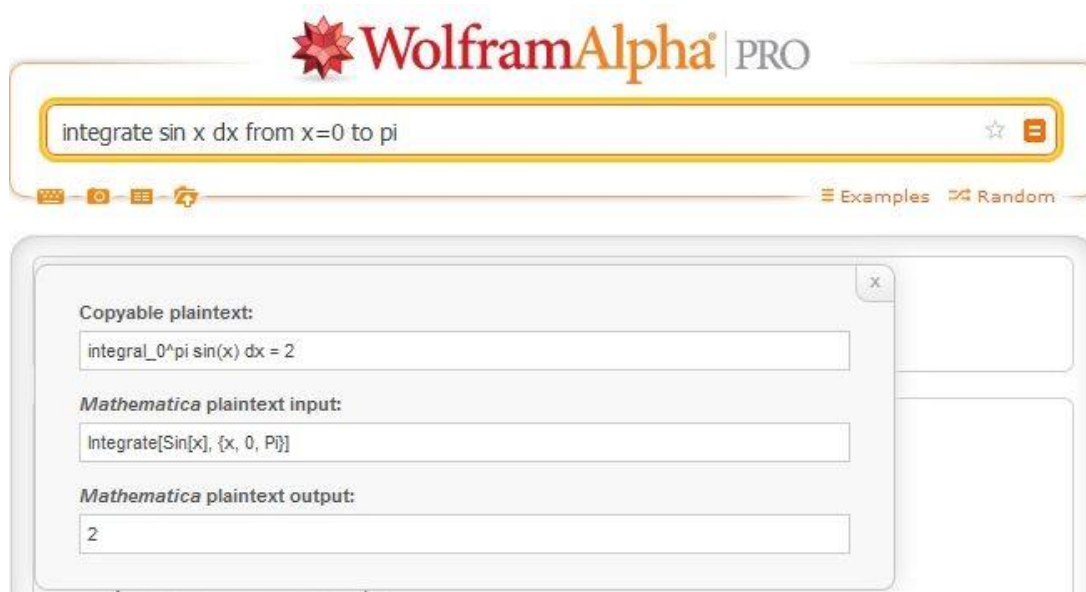 WolframAlpha® PRO
integrate sin x dx from x=0 to pi
Examples Random
x
Copyable plaintext:
integral_0^pi sin(x) dx = 2
Mathematica plaintext input:
Integrate[Sin[x], {x, 0, Pi}]
Mathematica plaintext output:
2